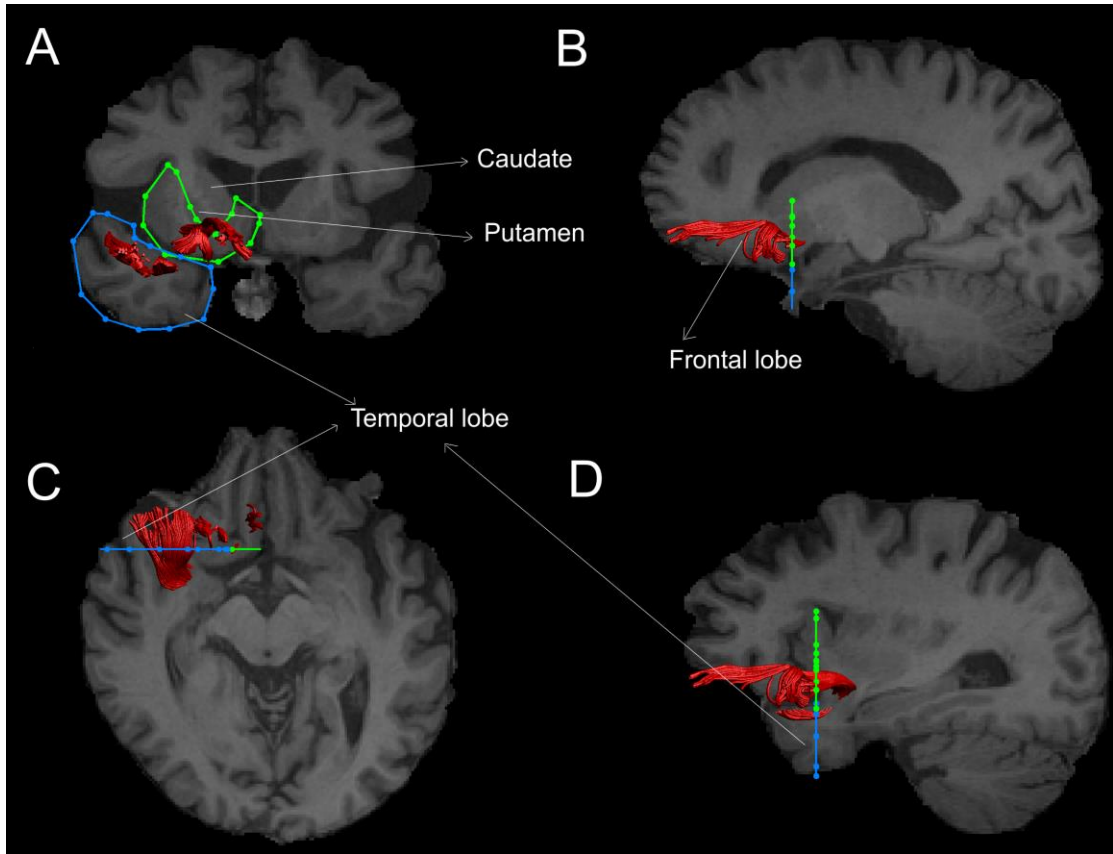 A
B
Caudate
Putamen
Frontal lobe
Temporal lobe
C
D